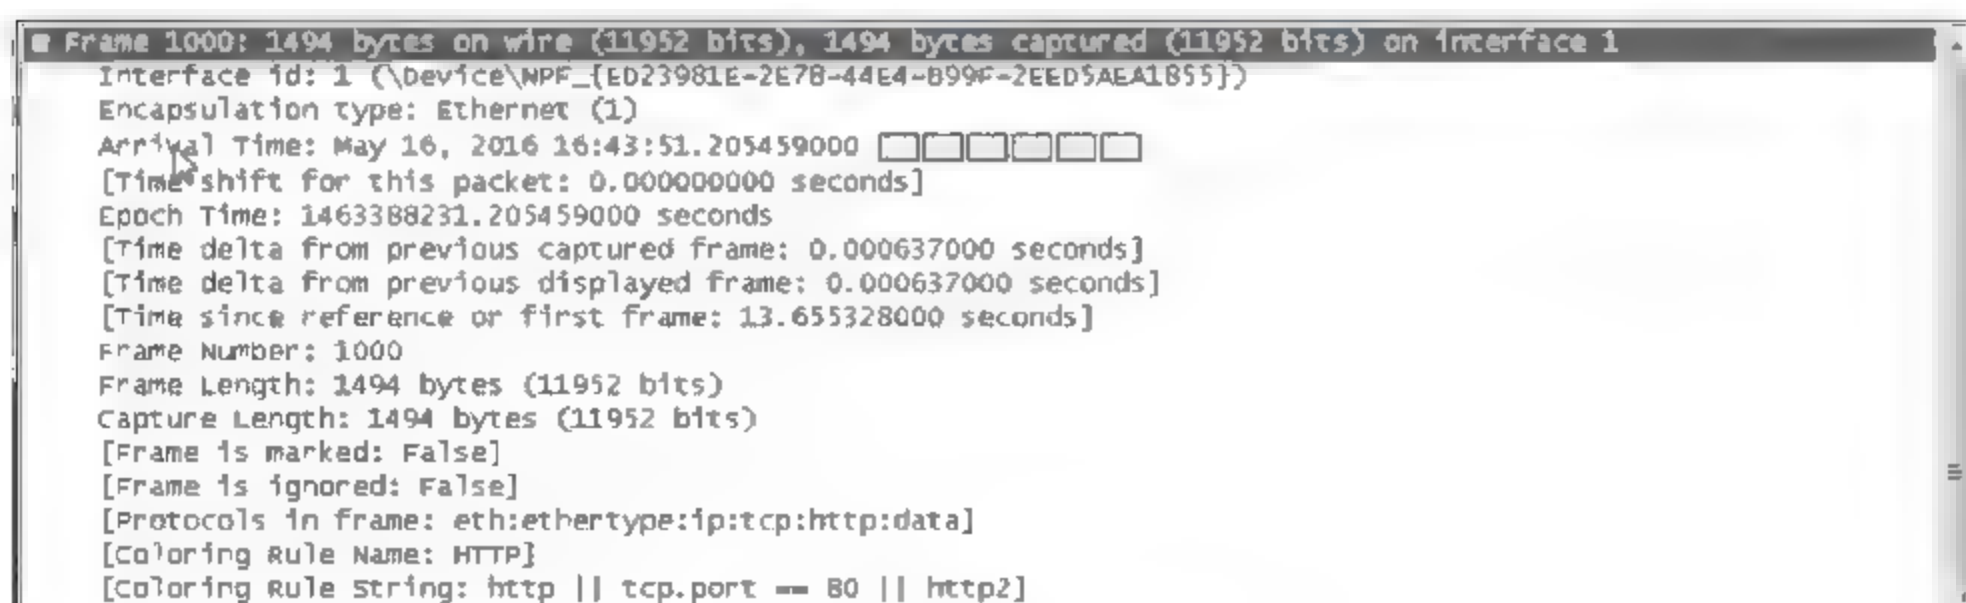 Frame 1000: 1494 bytes on wire (11952 bits), 1494 bytes captured (11952 bits) on interface 1
Interface id: 1 (\Device\NPF_{ED23981E-2E7B-44E4-B99F-2EED5AEA1855})
Encapsulation type: Ethernet (1)
Arrival Time: May 16, 2016 16:43:51.205459000 □□□□□□
[Time shift for this packet: 0.000000000 seconds]
Epoch Time: 1463388231.205459000 seconds
[Time delta from previous captured frame: 0.000637000 seconds]
[Time delta from previous displayed frame: 0.000637000 seconds]
[Time since reference or first frame: 13.655328000 seconds]
Frame Number: 1000
Frame Length: 1494 bytes (11952 bits)
Capture Length: 1494 bytes (11952 bits)
[Frame is marked: False]
[Frame is ignored: False]
[Protocols in frame: eth:ethertype:ip:tcp:http:data]
[Coloring Rule Name: HTTP]
[Coloring Rule String: http || tcp.port == 80 || http2]